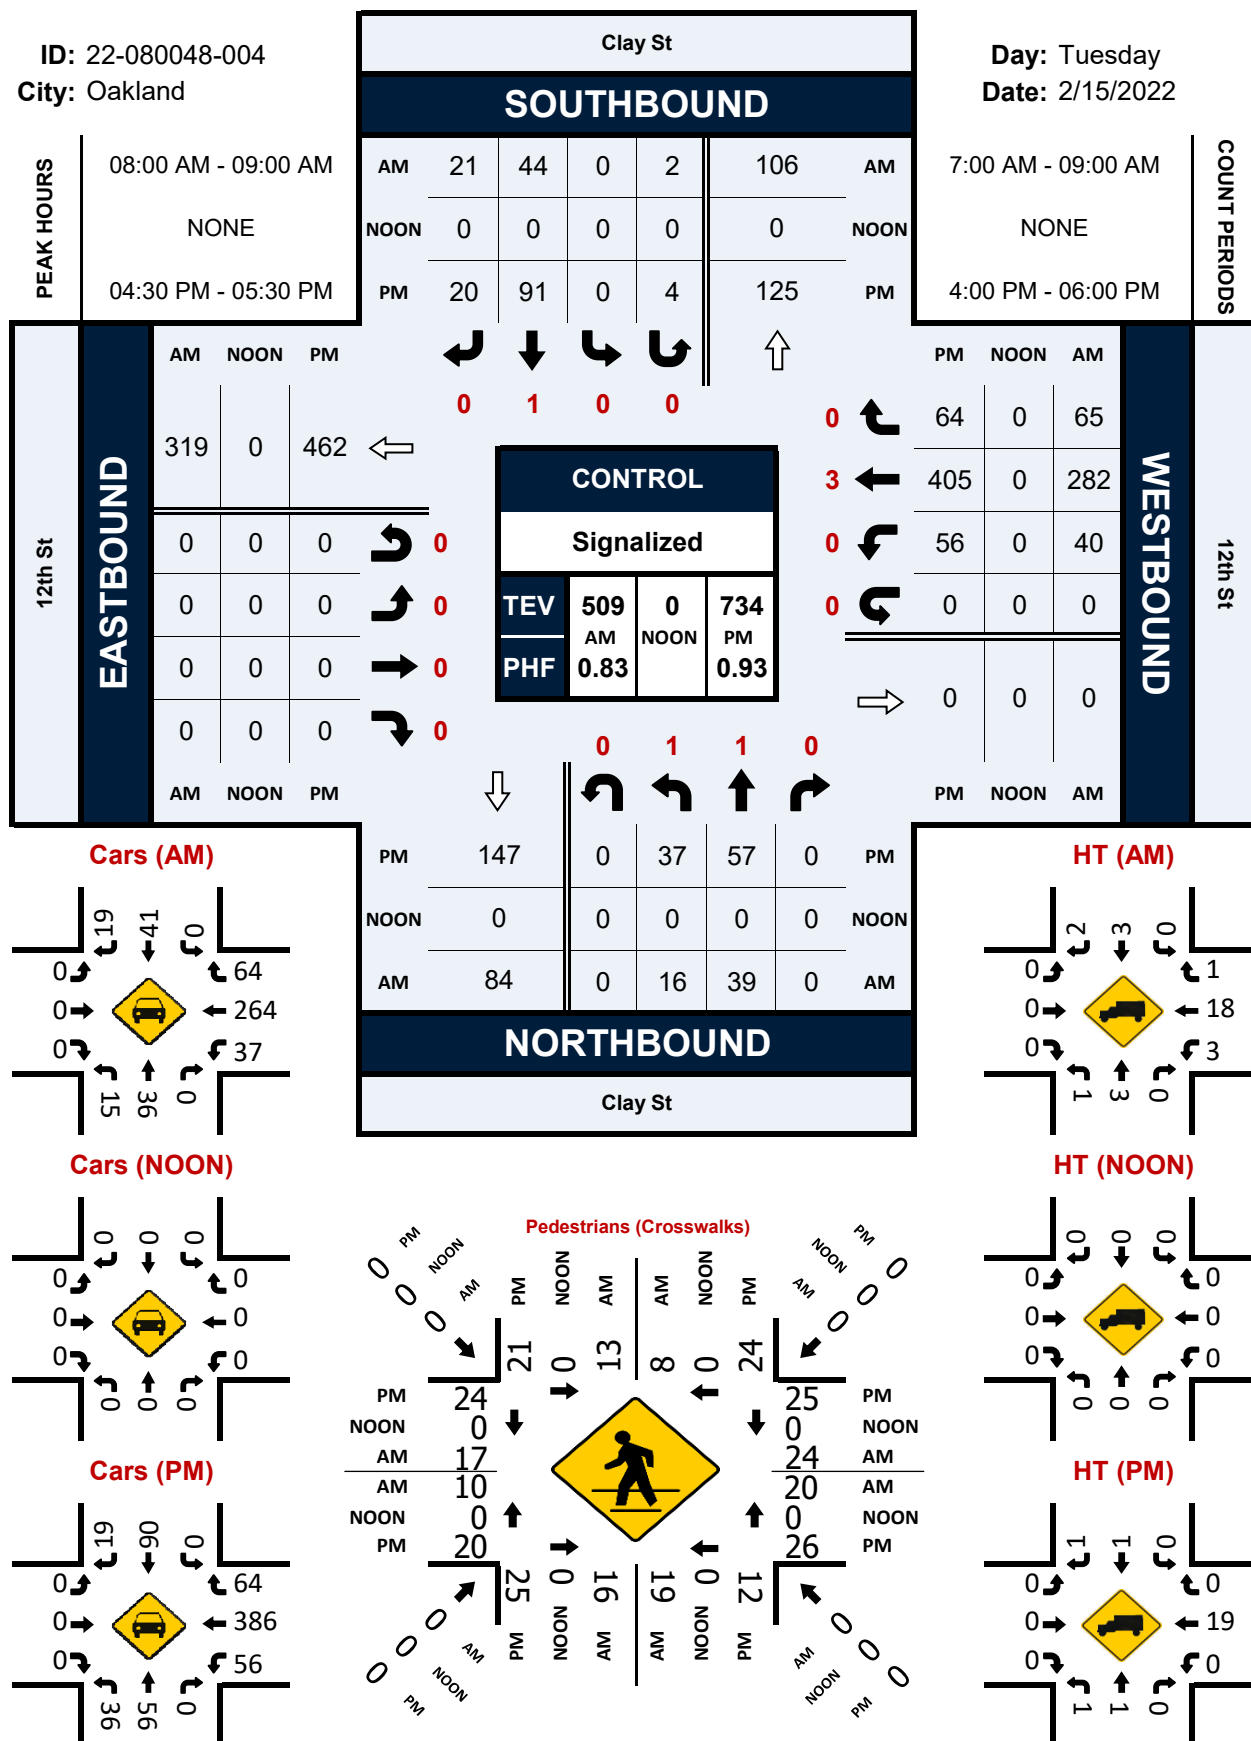 ID: 22-080048-004
City: Oakland
Clay St
Day: Tuesday
Date: 2/15/2022
SOUTHBOUND
PEAK HOURS
08:00 AM - 09:00 AM
NONE
04:30 PM - 05:30 PM
AM 21 44 0 2 106 AM
NOON 0 0 0 0 0 NOON
PM 20 91 0 4 125 PM
7:00 AM - 09:00 AM
NONE
4:00 PM - 06:00 PM
COUNT PERIODS
0 1 0 0
12th St
EASTBOUND
AM NOON PM
319 0 462
0 0 0 0
0 0 0 0
0 0 0 0
0 0 0 0
AM NOON PM
CONTROL
Signalized
TEV 509 0 734
AM NOON PM
PHF 0.83 0.93
PM NOON AM
0 64 0 65
3 405 0 282
0 56 0 40
0 0 0 0
0 0 0
PM NOON AM
WESTBOUND
12th St
0 1 1 0
PM 147 0 37 57 0 PM
NOON 0 0 0 0 0 NOON
AM 84 0 16 39 0 AM
NORTHBOUND
Clay St
Cars (AM)
19 41 0
0 64
0 264
0 37
15 36 0
HT (AM)
2 3 0
0 1
0 18
0 3
1 3 0
Cars (NOON)
0 0 0
0 0
0 0
0 0
0 0 0
HT (NOON)
0 0 0
0 0
0 0
0 0
0 0 0
Cars (PM)
19 90 0
0 64
0 386
0 56
36 56 0
HT (PM)
1 1 0
0 0
0 19
0 0
1 1 0
Pedestrians (Crosswalks)
0 PM
0 NOON
0 AM
PM NOON AM AM NOON PM
PM 0
NOON 0
AM 0
21 0 13 8 0 24
PM 24 25 PM
NOON 0 0 NOON
AM 17 24 AM
AM 10 20 AM
NOON 0 0 NOON
PM 20 26 PM
25 0 16 19 0 12
PM NOON AM AM NOON PM
0 AM
0 NOON
0 PM
AM 0
NOON 0
PM 0